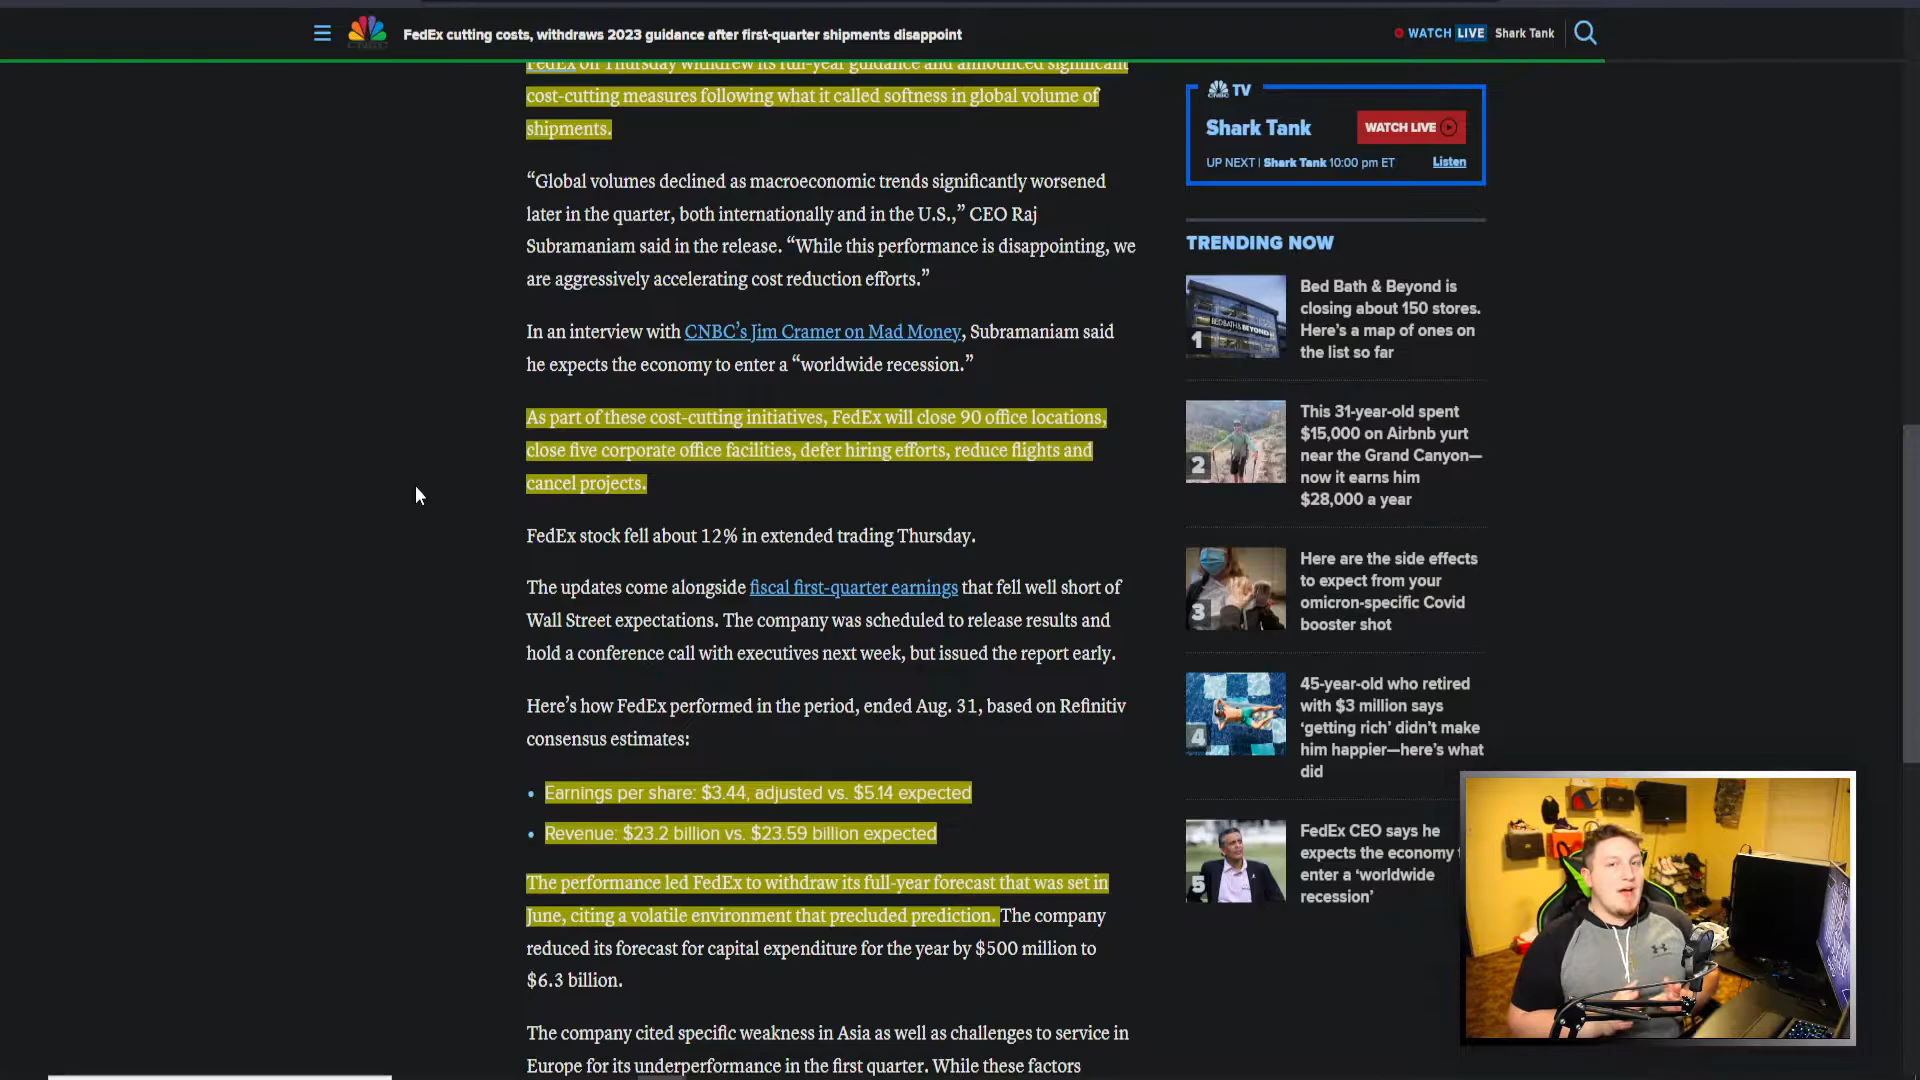 FedEx cutting costs, withdraws 2023 guidance after first-quarter shipments disappoint
WATCH LIVE Shark Tank
FedEx on Thursday withdrew its full-year guidance and announced significant
cost-cutting measures following what it called softness in global volume of
shipments.
“Global volumes declined as macroeconomic trends significantly worsened
later in the quarter, both internationally and in the U.S.,” CEO Raj
Subramaniam said in the release. “While this performance is disappointing, we
are aggressively accelerating cost reduction efforts.”
In an interview with CNBC’s Jim Cramer on Mad Money, Subramaniam said
he expects the economy to enter a “worldwide recession.”
As part of these cost-cutting initiatives, FedEx will close 90 office locations,
close five corporate office facilities, defer hiring efforts, reduce flights and
cancel projects.
FedEx stock fell about 12% in extended trading Thursday.
The updates come alongside fiscal first-quarter earnings that fell well short of
Wall Street expectations. The company was scheduled to release results and
hold a conference call with executives next week, but issued the report early.
Here’s how FedEx performed in the period, ended Aug. 31, based on Refinitiv
consensus estimates:
• Earnings per share: $3.44, adjusted vs. $5.14 expected
• Revenue: $23.2 billion vs. $23.59 billion expected
The performance led FedEx to withdraw its full-year forecast that was set in
June, citing a volatile environment that precluded prediction. The company
reduced its forecast for capital expenditure for the year by $500 million to
$6.3 billion.
The company cited specific weakness in Asia as well as challenges to service in
Europe for its underperformance in the first quarter. While these factors
TV
Shark Tank
WATCH LIVE
UP NEXT | Shark Tank 10:00 pm ET
Listen
TRENDING NOW
1
Bed Bath & Beyond is
closing about 150 stores.
Here’s a map of ones on
the list so far
2
This 31-year-old spent
$15,000 on Airbnb yurt
near the Grand Canyon—
now it earns him
$28,000 a year
3
Here are the side effects
to expect from your
omicron-specific Covid
booster shot
4
45-year-old who retired
with $3 million says
‘getting rich’ didn’t make
him happier—here’s what
did
5
FedEx CEO says he
expects the economy
enter a ‘worldwide
recession’